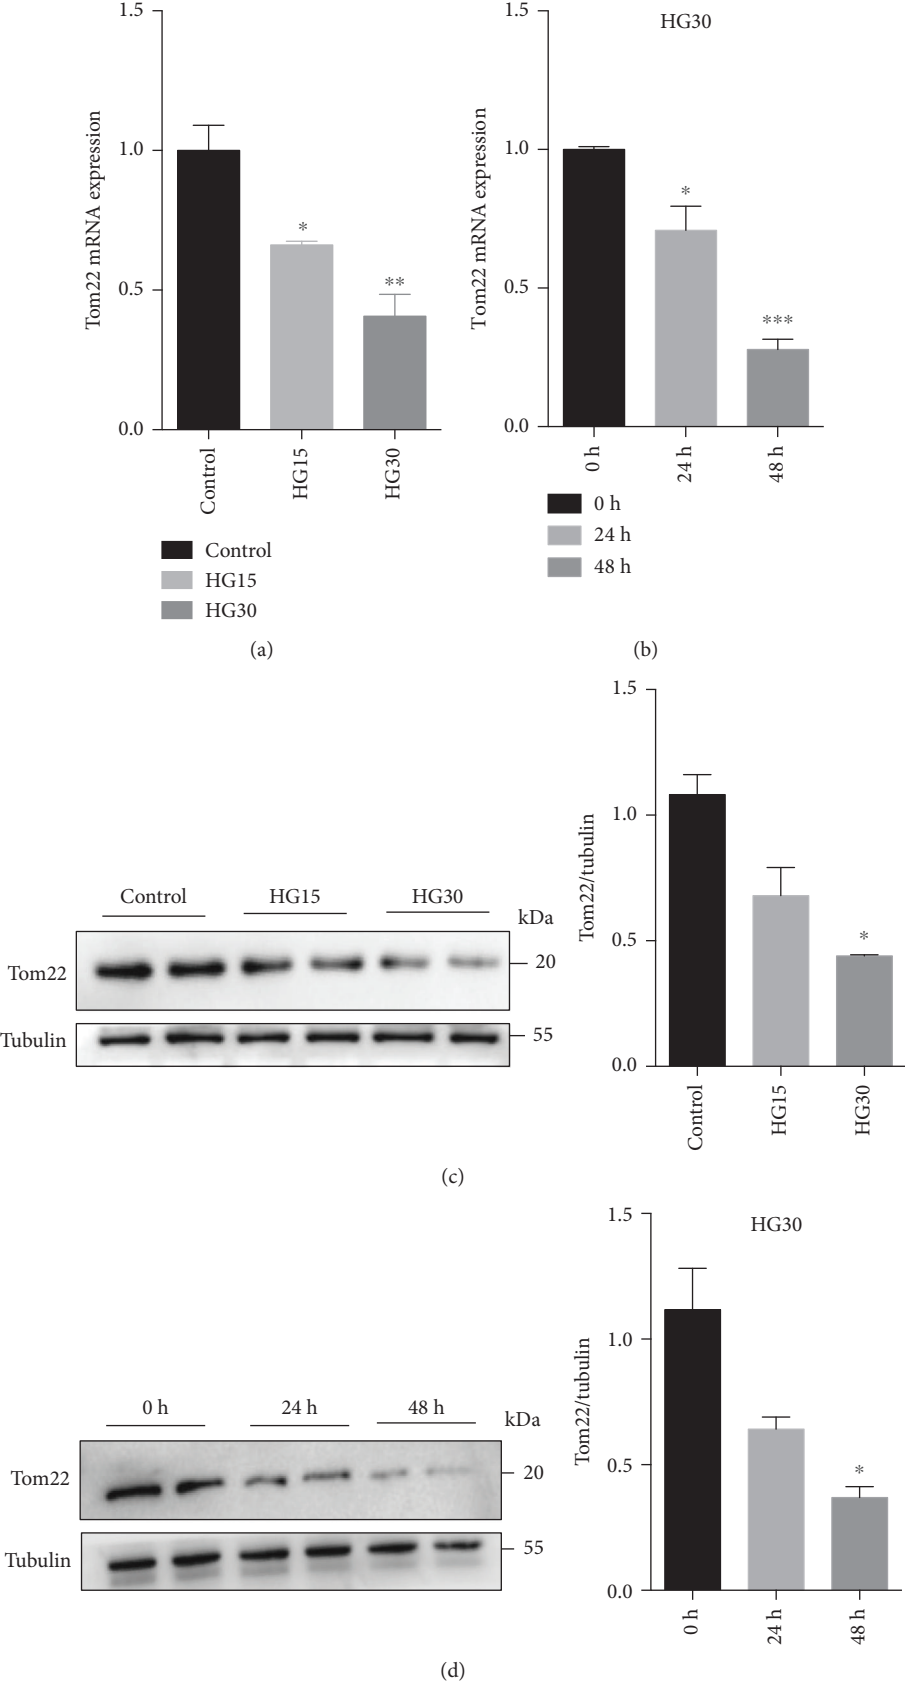 Tom22 mRNA expression
1.5
1.0
0.5
0.0
*
**
Control
HG15
HG30
Control
HG15
HG30
(a)
HG30
Tom22 mRNA expression
1.5
1.0
0.5
0.0
*
***
0 h
24 h
48 h
0 h
24 h
48 h
(b)
Control
HG15
HG30
kDa
Tom22
20
Tubulin
55
Tom22/tubulin
1.5
1.0
0.5
0.0
*
Control
HG15
HG30
(c)
0 h
24 h
48 h
kDa
Tom22
20
Tubulin
55
HG30
Tom22/tubulin
1.5
1.0
0.5
0.0
*
0 h
24 h
48 h
(d)